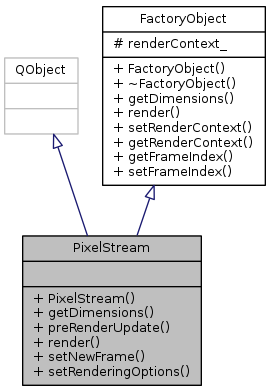 FactoryObject
# renderContext_
+ FactoryObject()
+ ~FactoryObject()
+ getDimensions()
+ render()
+ setRenderContext()
+ getRenderContext()
+ getFrameIndex()
+ setFrameIndex()
QObject
PixelStream
+ PixelStream()
+ getDimensions()
+ preRenderUpdate()
+ render()
+ setNewFrame()
+ setRenderingOptions()